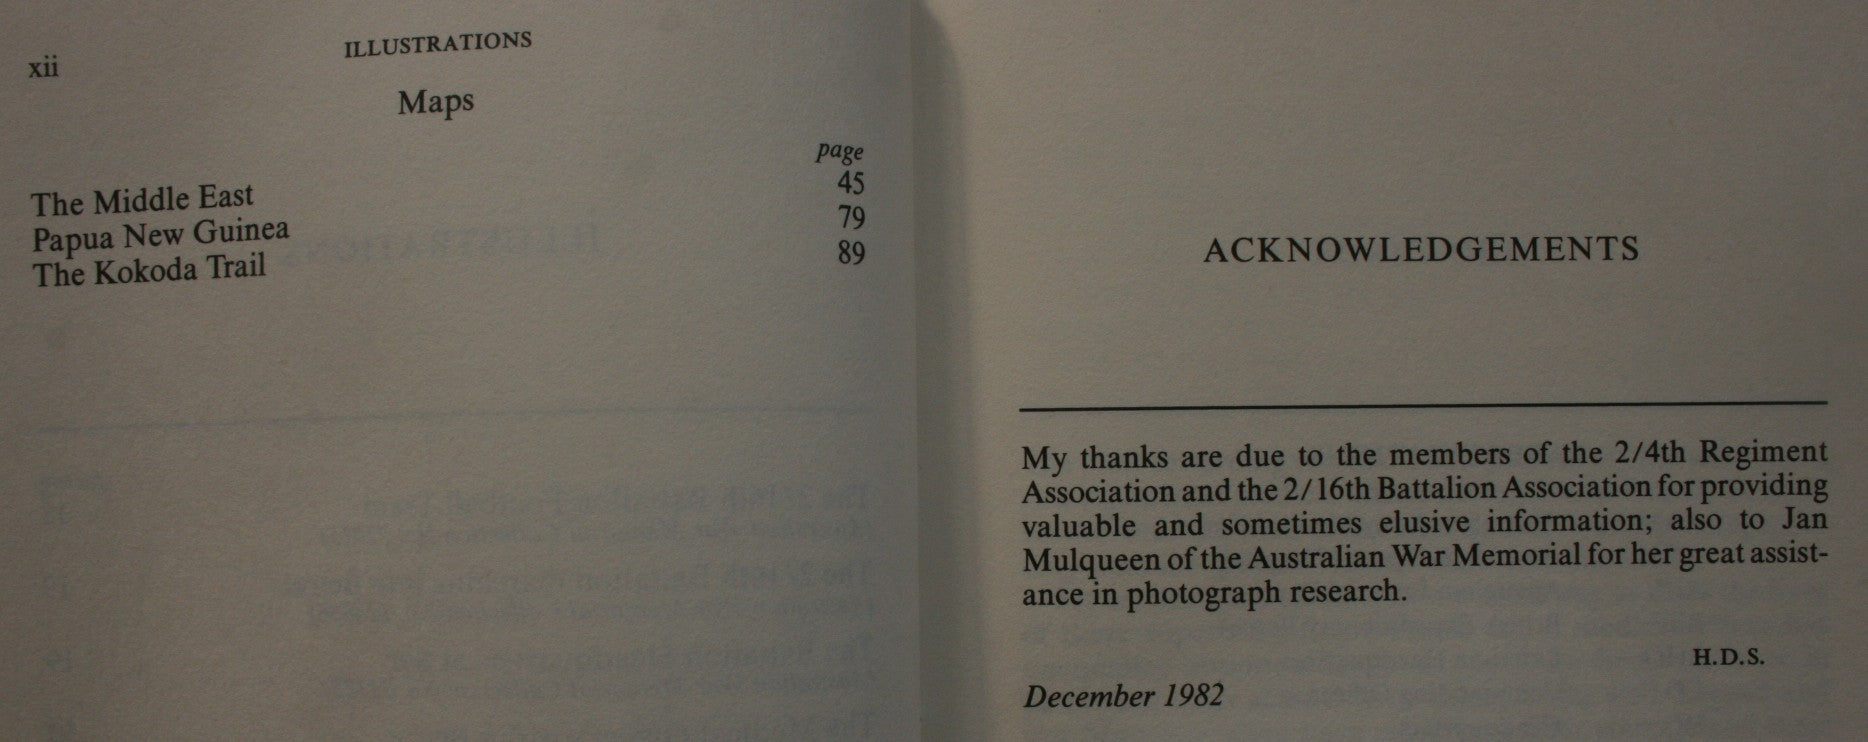 xii
ILLUSTRATIONS
Maps
page
The Middle East 45
Papua New Guinea 79
The Kokoda Trail 89
ACKNOWLEDGEMENTS
My thanks are due to the members of the 2/4th Regiment
Association and the 2/16th Battalion Association for providing
valuable and sometimes elusive information; also to Jan
Mulqueen of the Australian War Memorial for her great assist-
ance in photograph research.
H.D.S.
December 1982